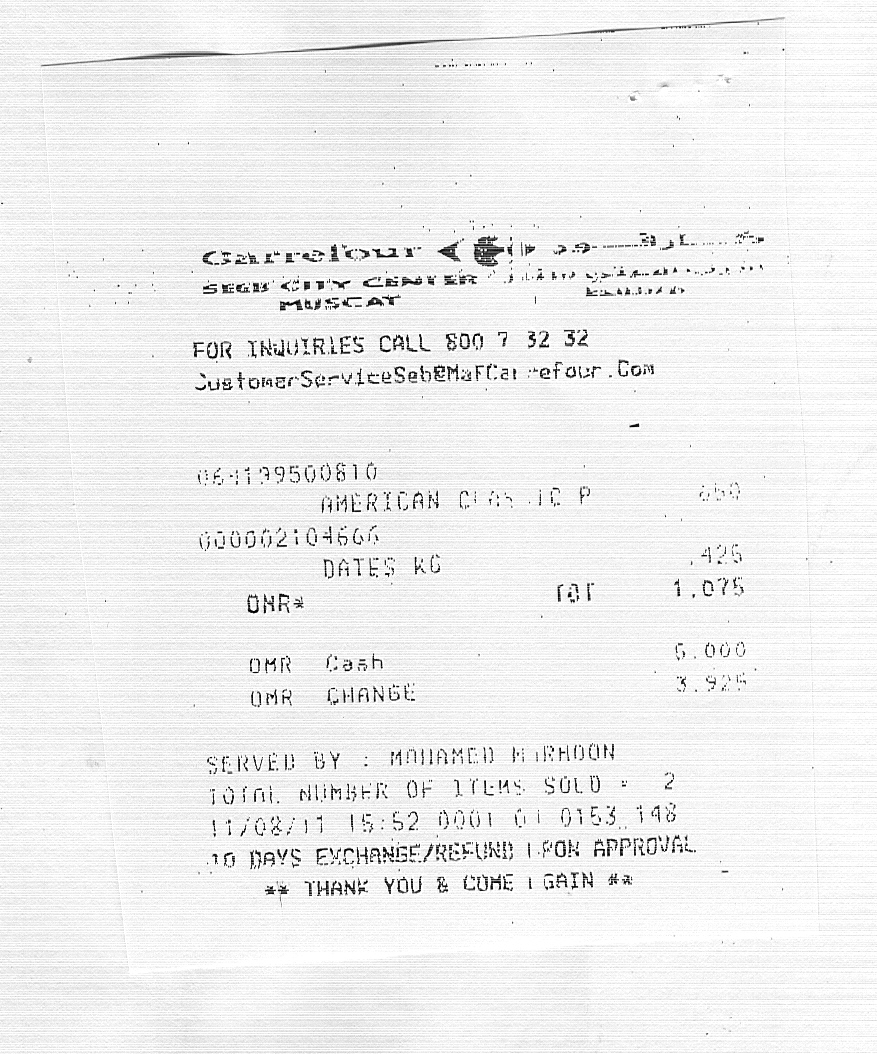 Carrefour
SEEB CITY CENTER
MUSCAT
FOR INQUIRIES CALL 800 7 32 32
CustomerServiceSeb@MafCarrefour.Com
064199500810
AMERICAN CLASSIC P .650
000002104666
DATES KG .425
OMR* TOT 1.075
OMR Cash 5.000
OMR CHANGE 3.925
SERVED BY : MOHAMED MARHOON
TOTAL NUMBER OF ITEMS SOLD = 2
11/08/11 15:52 0001 01 0153 148
10 DAYS EXCHANGE/REFUND UPON APPROVAL
** THANK YOU & COME AGAIN **